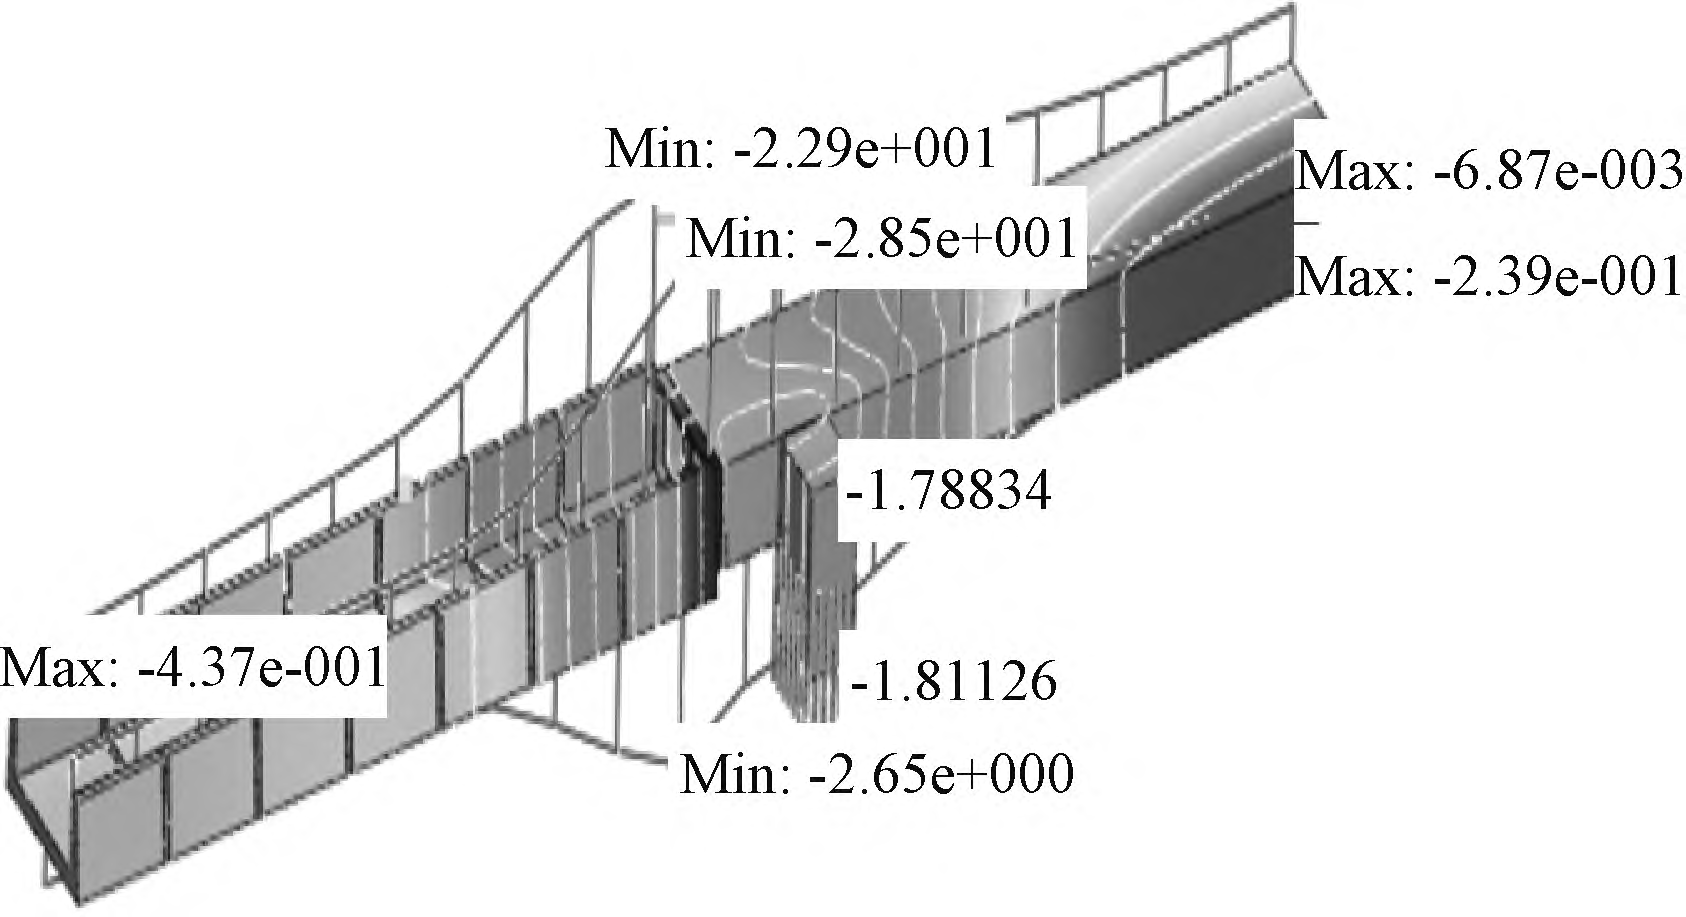 Min: -2.29e+001
Max: -6.87e-003
Min: -2.85e+001
Max: -2.39e-001
-1.78834
Max: -4.37e-001
-1.81126
Min: -2.65e+000